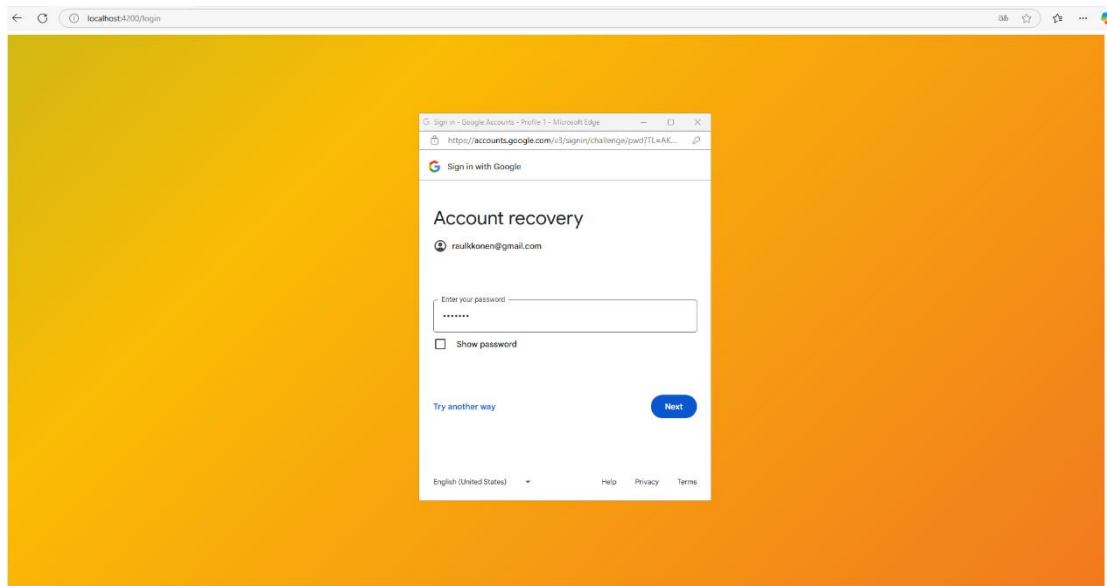 localhost:4200/login
Sign in - Google Accounts - Profile 1 - Microsoft Edge
https://accounts.google.com/v3/signin/challenge/pwd?TL=AK...
Sign in with Google
Account recovery
raulkkonen@gmail.com
Enter your password
•••••••
Show password
Try another way
Next
English (United States)
Help Privacy Terms